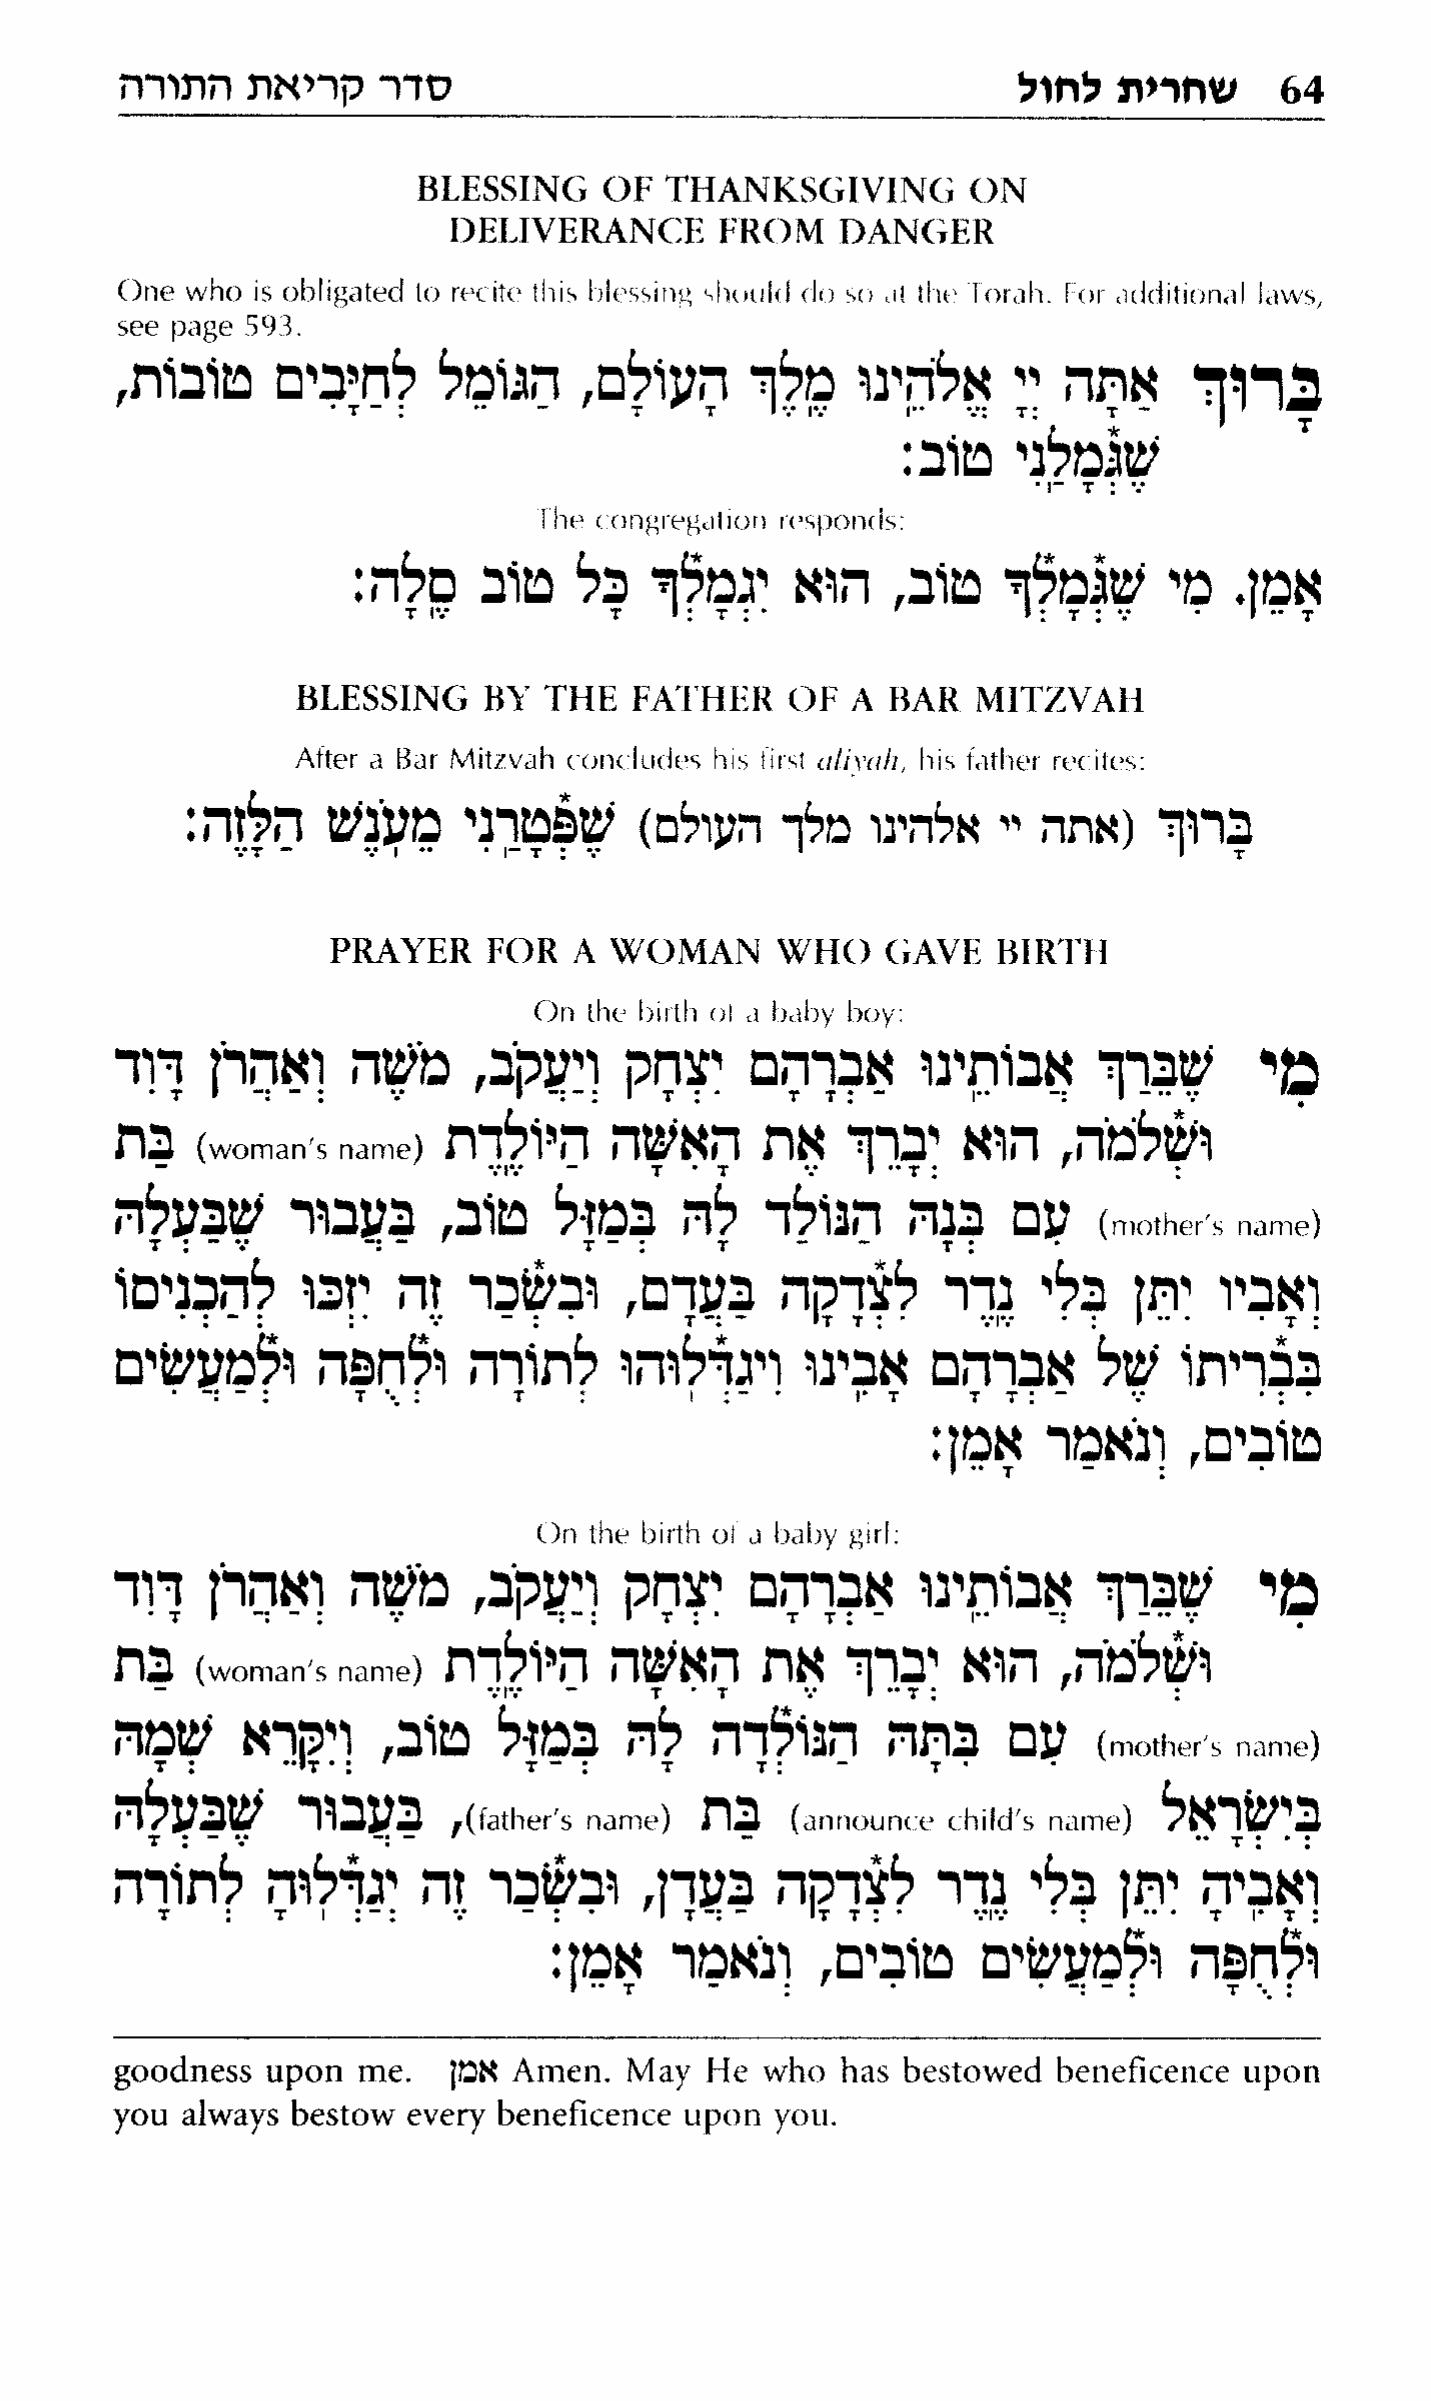 64 שחרית לחול סדר קריאת התורה
BLESSING OF THANKSGIVING ON
DELIVERANCE FROM DANGER
One who is obligated to recite this blessing should do so at the Torah. For additional laws,
see page 593.
בָּרוּךְ אַתָּה יְיָ אֱלֹהֵינוּ מֶלֶךְ הָעוֹלָם, הַגּוֹמֵל לְחַיָּבִים טוֹבוֹת,
שֶׁגְּ*מָלַנִי טוֹב:
The congregation responds:
אָמֵן. מִי שֶׁגְּ*מָלְ*ךָ טוֹב, הוּא יִגְמָלְ*ךָ כָּל טוֹב סֶלָה:
BLESSING BY THE FATHER OF A BAR MITZVAH
After a Bar Mitzvah concludes his first aliyah, his father recites:
בָּרוּךְ (אתה יי אלהינו מלך העולם) שֶׁפְּ*טָרַנִי מֵעֹנֶשׁ הַלָּזֶה:
PRAYER FOR A WOMAN WHO GAVE BIRTH
On the birth of a baby boy:
מִי שֶׁבֵּרַךְ אֲבוֹתֵינוּ אַבְרָהָם יִצְחָק וְיַעֲקֹב, מֹשֶׁה וְאַהֲרֹן דָּוִד
וּשְׁ*לֹמֹה, הוּא יְבָרֵךְ אֶת הָאִשָּׁה הַיּוֹלֶדֶת (woman's name) בַּת
(mother's name) עִם בְּנָהּ הַנּוֹלַד לָהּ בְּמַזָּל טוֹב, בַּעֲבוּר שֶׁבַּעְלָהּ
וְאָבִיו יִתֵּן בְּלִי נֶדֶר לִצְ*דָקָה בַּעֲדָם, וּבִשְׂ*כַר זֶה יִזְכּוּ לְהַכְנִיסוֹ
בִּבְ*רִיתוֹ שֶׁל אַבְרָהָם אָבִינוּ וִיגַדְּ*לוּהוּ לְתוֹרָה וּלְ*חֻפָּה וּלְ*מַעֲשִׂים
טוֹבִים, וְנֹאמַר אָמֵן:
On the birth of a baby girl:
מִי שֶׁבֵּרַךְ אֲבוֹתֵינוּ אַבְרָהָם יִצְחָק וְיַעֲקֹב, מֹשֶׁה וְאַהֲרֹן דָּוִד
וּשְׁ*לֹמֹה, הוּא יְבָרֵךְ אֶת הָאִשָּׁה הַיּוֹלֶדֶת (woman's name) בַּת
(mother's name) עִם בִּתָּהּ הַנּוֹלְ*דָה לָהּ בְּמַזָּל טוֹב, וְיִקָּרֵא שְׁמָהּ
בְּיִשְׂרָאֵל (announce child's name) בַּת (father's name), בַּעֲבוּר שֶׁבַּעְלָהּ
וְאָבִיהָ יִתֵּן בְּלִי נֶדֶר לִצְ*דָקָה בַּעֲדָן, וּבִשְׂ*כַר זֶה יְגַדְּ*לוּהָ לְתוֹרָה
וּלְ*חֻפָּה וּלְ*מַעֲשִׂים טוֹבִים, וְנֹאמַר אָמֵן:
goodness upon me. אמן Amen. May He who has bestowed beneficence upon
you always bestow every beneficence upon you.